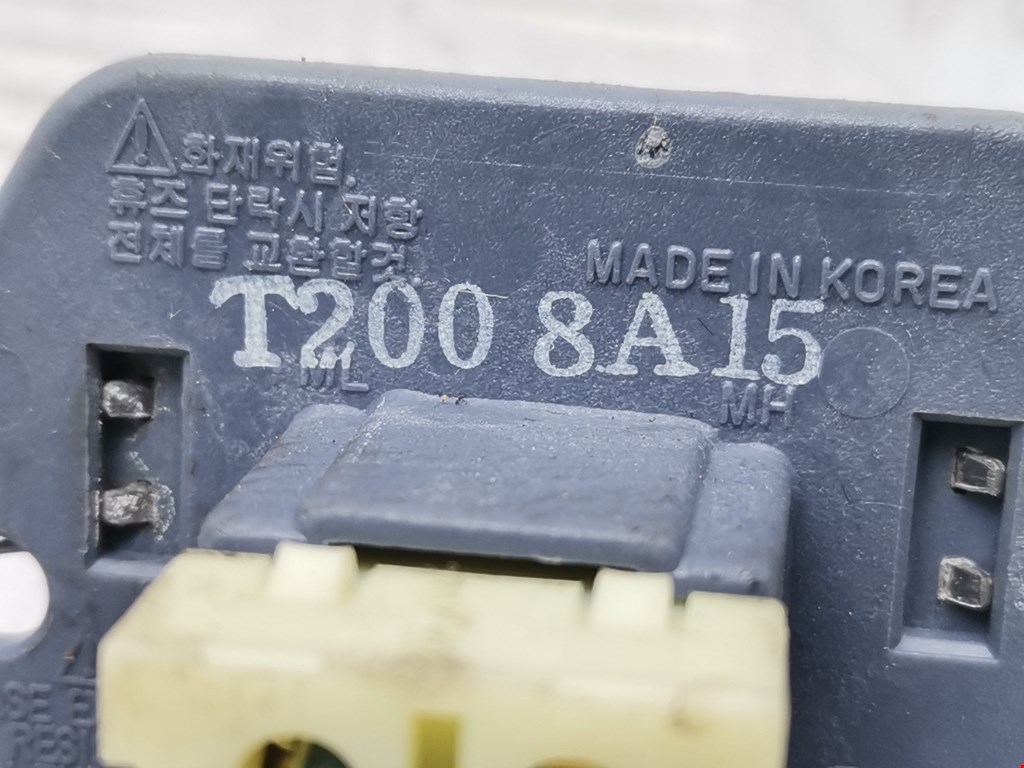 화재위험.
휴즈 단락시 저항
전체를 교환할것.
MADE IN KOREA
T200 8A15
ML
MH